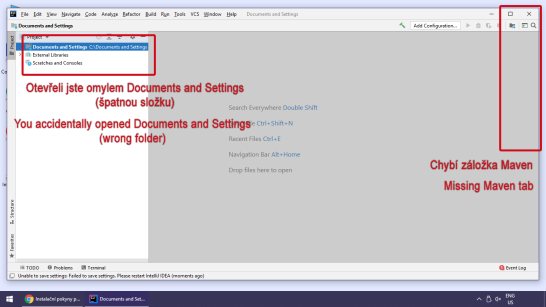 File Edit View Navigate Code Analyze Refactor Build Run Tools VCS Window Help Documents and Settings
Documents and Settings
Add Configuration...
Project
Project
Documents and Settings C:\Documents and Settings
External Libraries
Scratches and Consoles
Otevřeli jste omylem Documents and Settings
(špatnou složku)
You accidentally opened Documents and Settings
(wrong folder)
Search Everywhere Double Shift
Ctrl+Shift+N
Recent Files Ctrl+E
Navigation Bar Alt+Home
Drop files here to open
Chybí záložka Maven
Missing Maven tab
Structure
Favorites
TODO Problems Terminal
Event Log
Unable to save settings: Failed to save settings. Please restart IntelliJ IDEA (moments ago)
Instalační pokyny p...
Documents and Set...
ENG
US